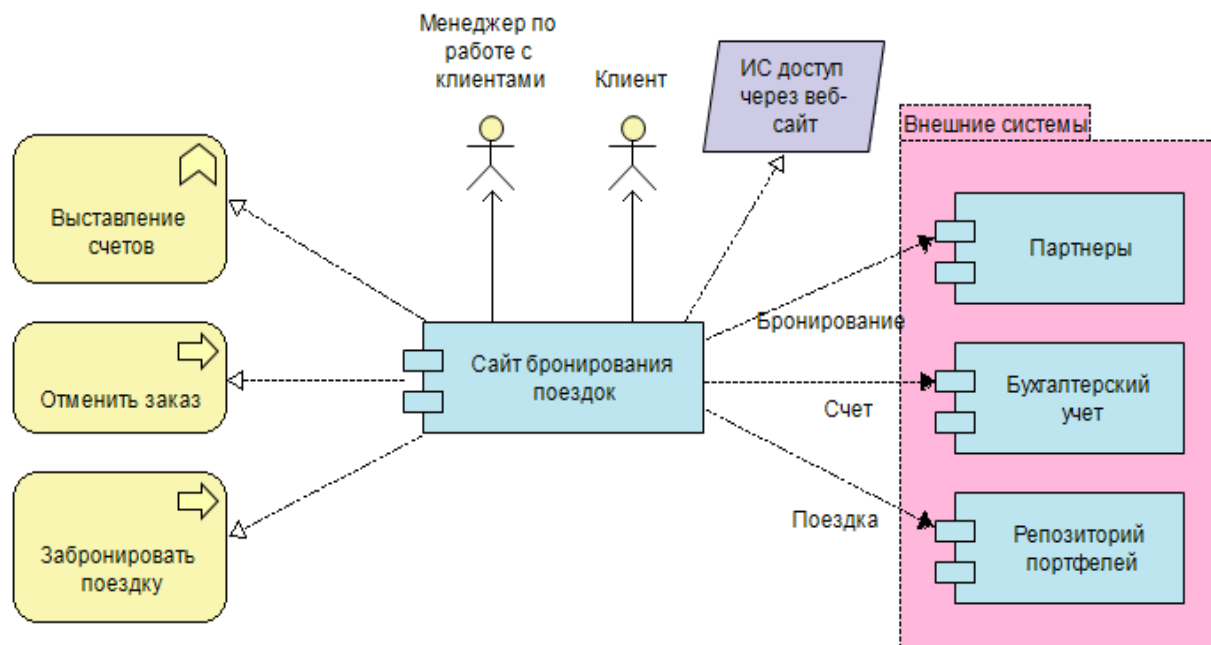 Менеджер по
работе с
клиентами
Клиент
ИС доступ
через веб-
сайт
Внешние системы
Выставление
счетов
Партнеры
Бронирование
Сайт бронирования
поездок
Отменить заказ
Счет
Бухгалтерский
учет
Поездка
Забронировать
поездку
Репозиторий
портфелей